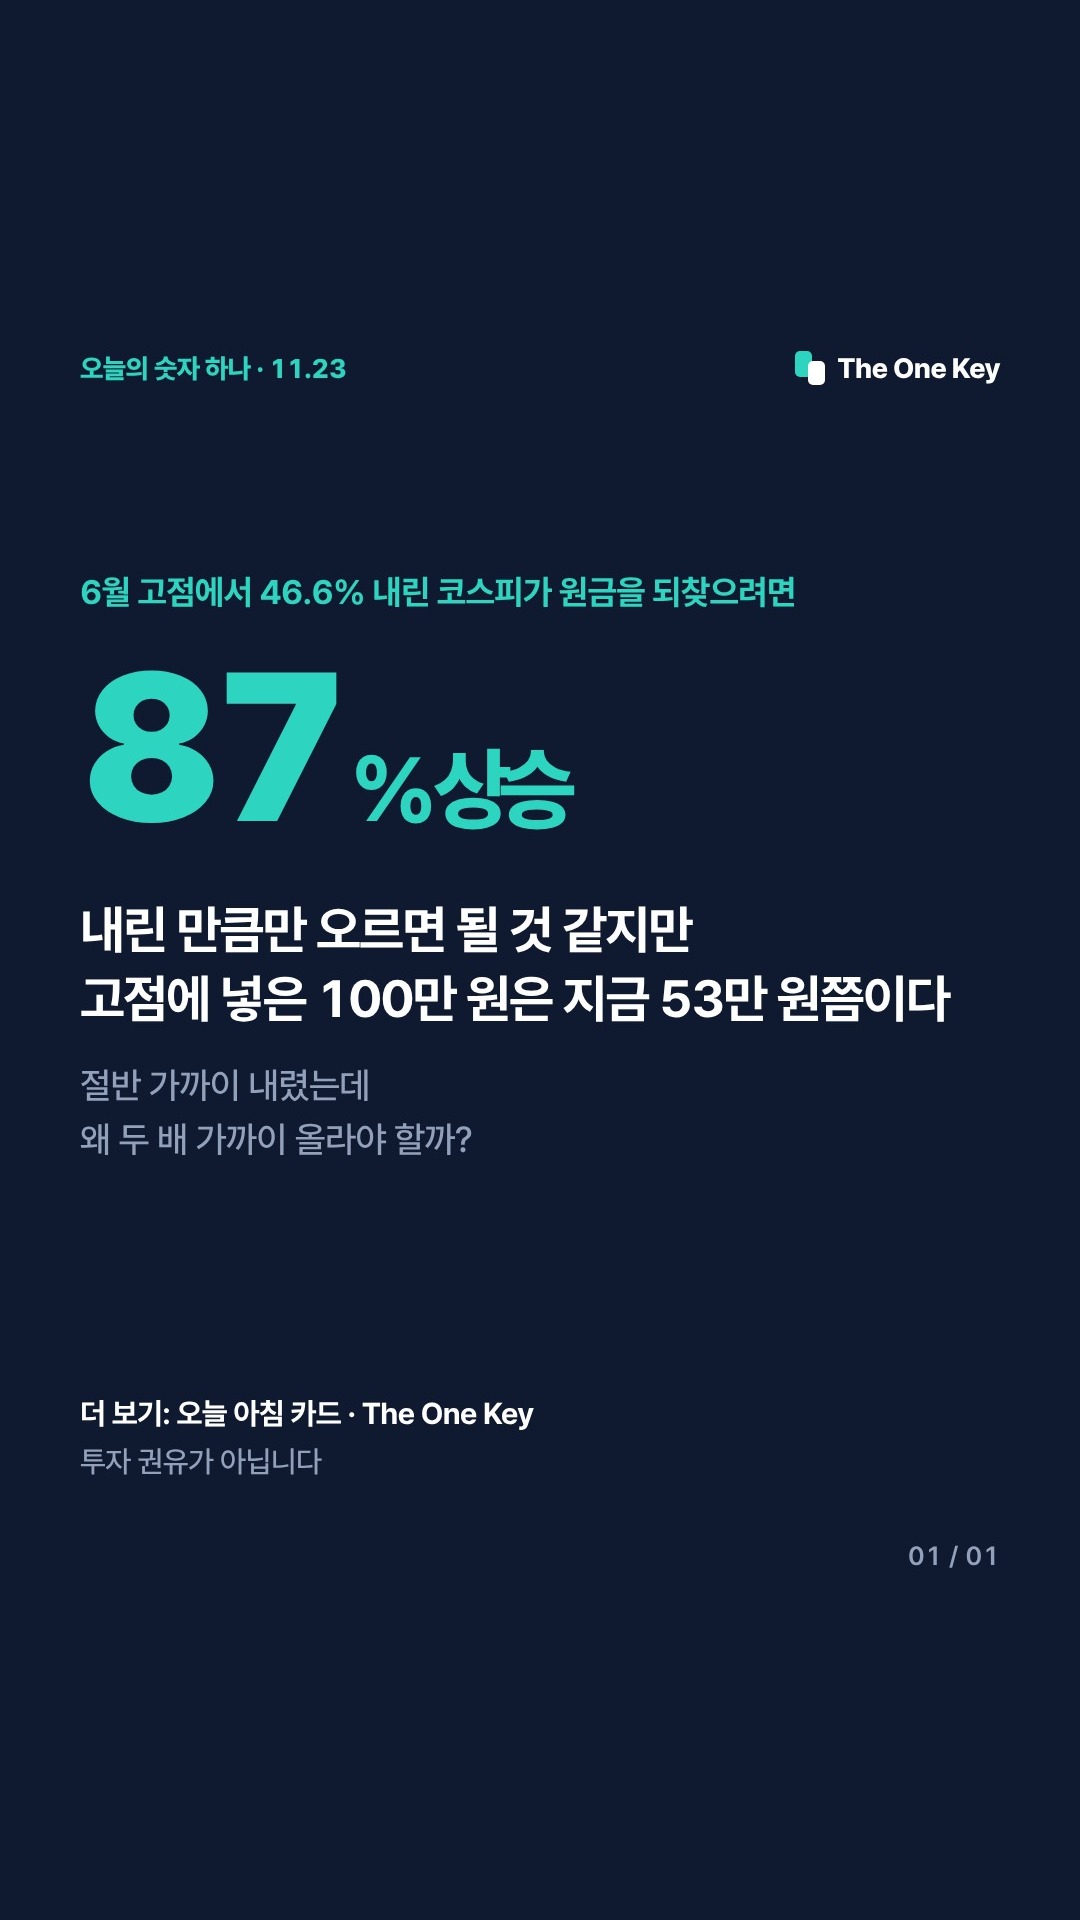 오늘의 숫자 하나 · 11.23
The One Key
6월 고점에서 46.6% 내린 코스피가 원금을 되찾으려면
87%상승
내린 만큼만 오르면 될 것 같지만
고점에 넣은 100만 원은 지금 53만 원쯤이다
절반 가까이 내렸는데
왜 두 배 가까이 올라야 할까?
더 보기: 오늘 아침 카드 · The One Key
투자 권유가 아닙니다
01 / 01